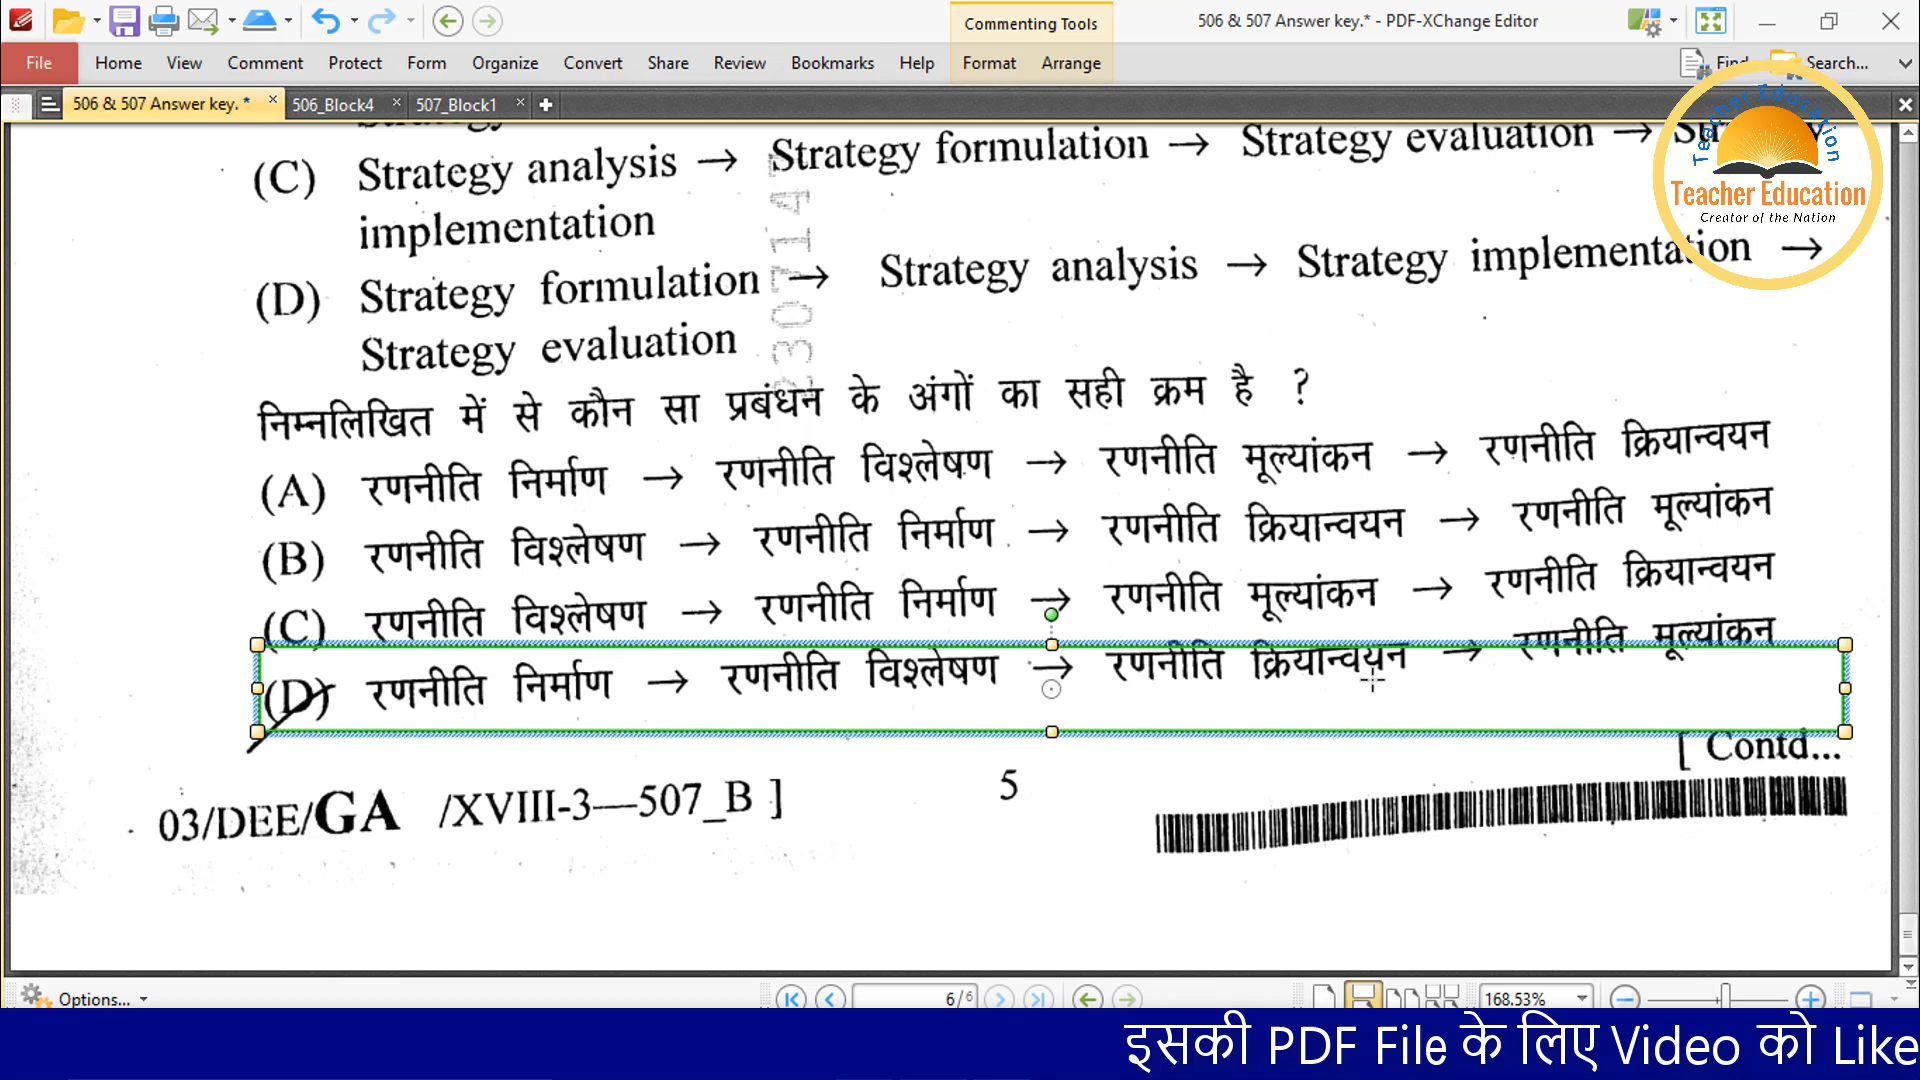 506 & 507 Answer key.* - PDF-XChange Editor
Commenting Tools
File Home View Comment Protect Form Organize Convert Share Review Bookmarks Help Format Arrange Find Search...
506 & 507 Answer key. * 506_Block4 507_Block1
Teacher Education
Teacher Education
Creator of the Nation
(C) Strategy analysis → Strategy formulation → Strategy evaluation →
implementation
(D) Strategy formulation → Strategy analysis → Strategy implementation →
Strategy evaluation
निम्नलिखित में से कौन सा प्रबंधन के अंगों का सही क्रम है ?
(A) रणनीति निर्माण → रणनीति विश्लेषण → रणनीति मूल्यांकन → रणनीति क्रियान्वयन
(B) रणनीति विश्लेषण → रणनीति निर्माण → रणनीति क्रियान्वयन → रणनीति मूल्यांकन
(C) रणनीति विश्लेषण → रणनीति निर्माण → रणनीति मूल्यांकन → रणनीति क्रियान्वयन
(D) रणनीति निर्माण → रणनीति विश्लेषण → रणनीति क्रियान्वयन → रणनीति मूल्यांकन
[ Contd...
03/DEE/GA /XVIII-3—507_B ] 5
Options... 6/6 168.53%
इसकी PDF File के लिए Video को Like